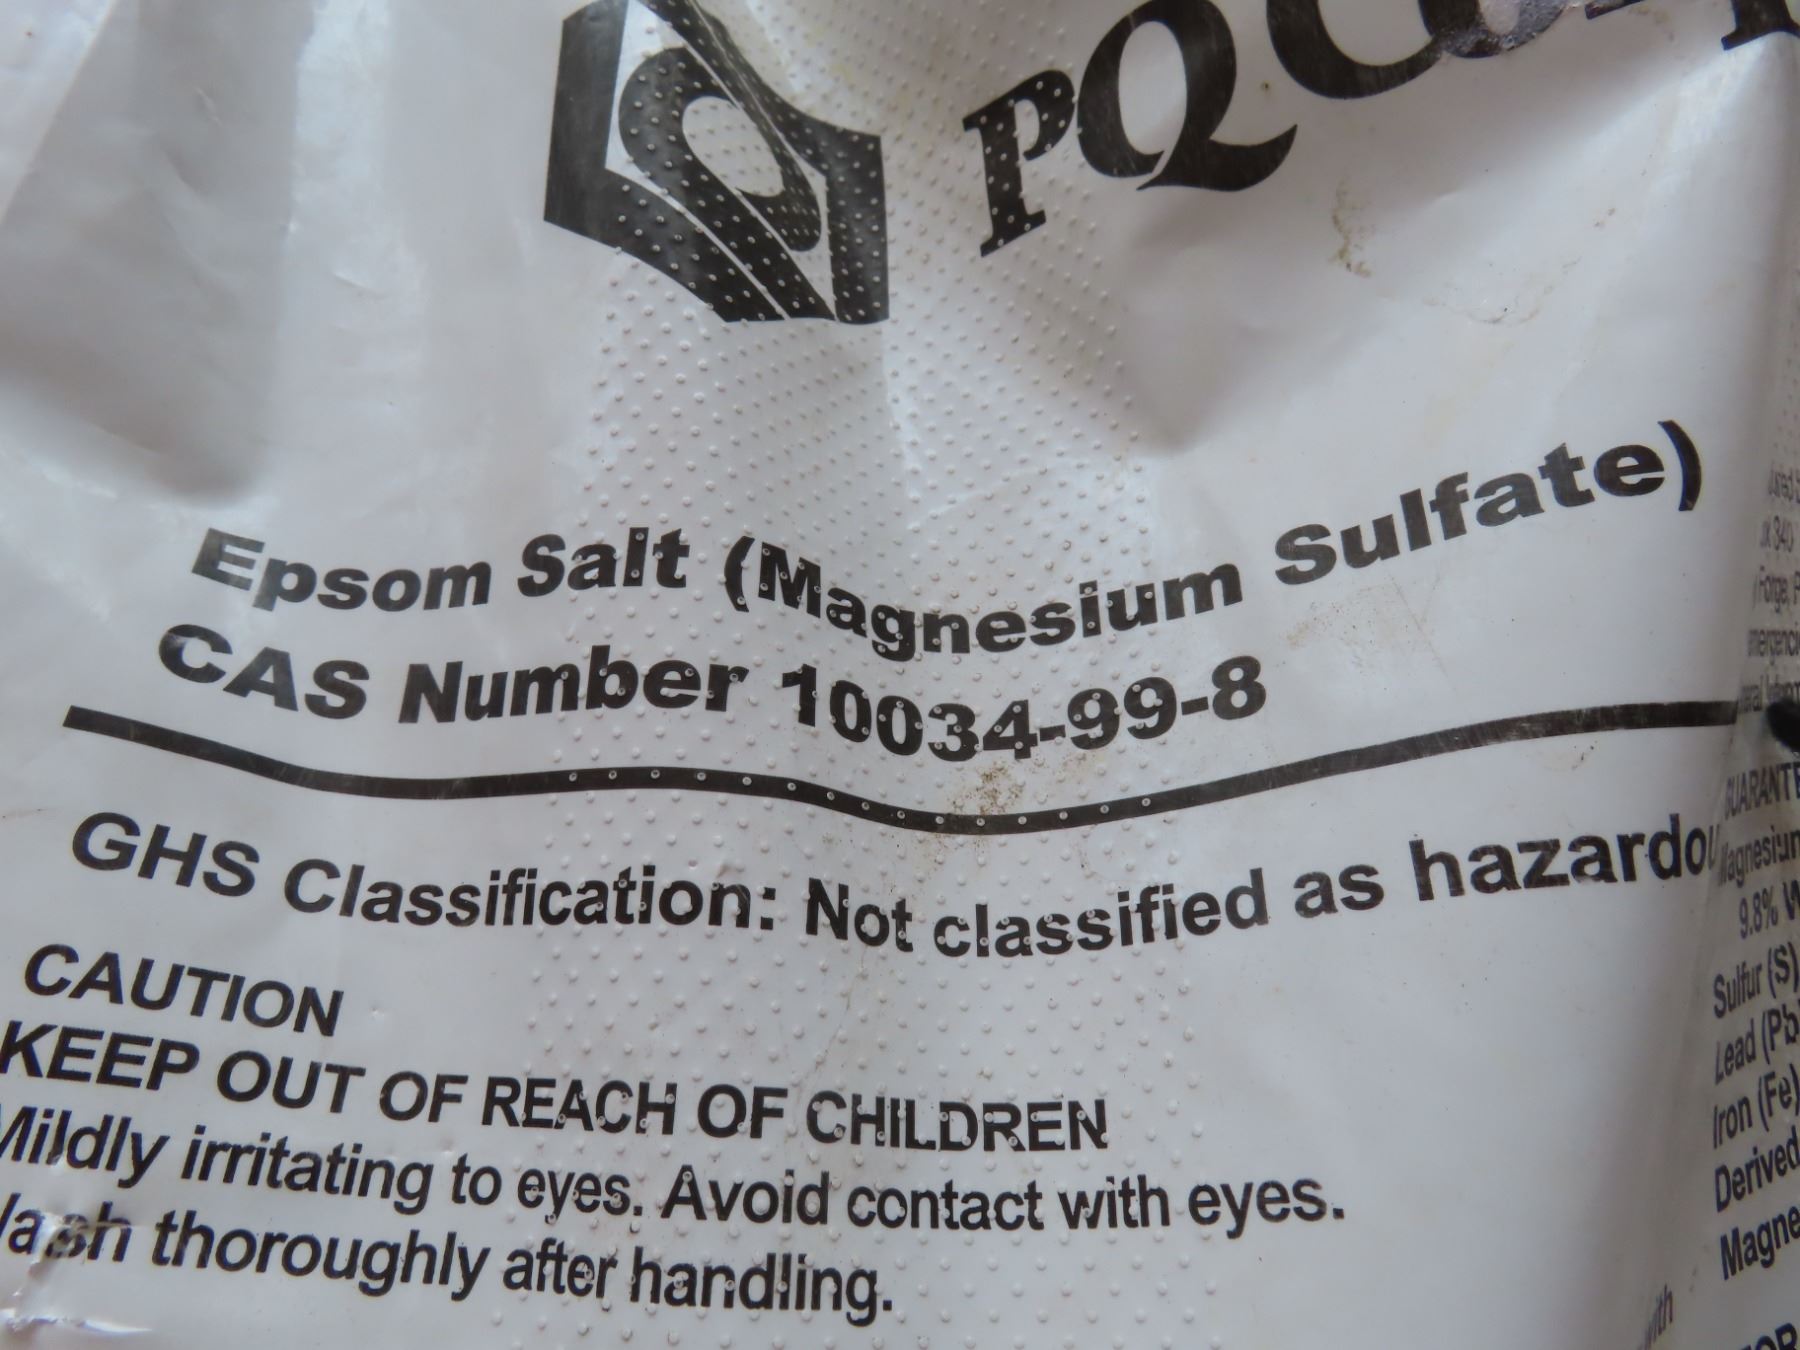 PQ
Epsom Salt (Magnesium Sulfate)
CAS Number 10034-99-8
GHS Classification: Not classified as
CAUTION
KEEP OUT OF REACH OF CHILDREN
Mildly irritating to eyes. Avoid contact with eyes.
thoroughly after handling.
9.8%
Sulfur (S)
Lead (Pb
Iron (Fe)
Derived